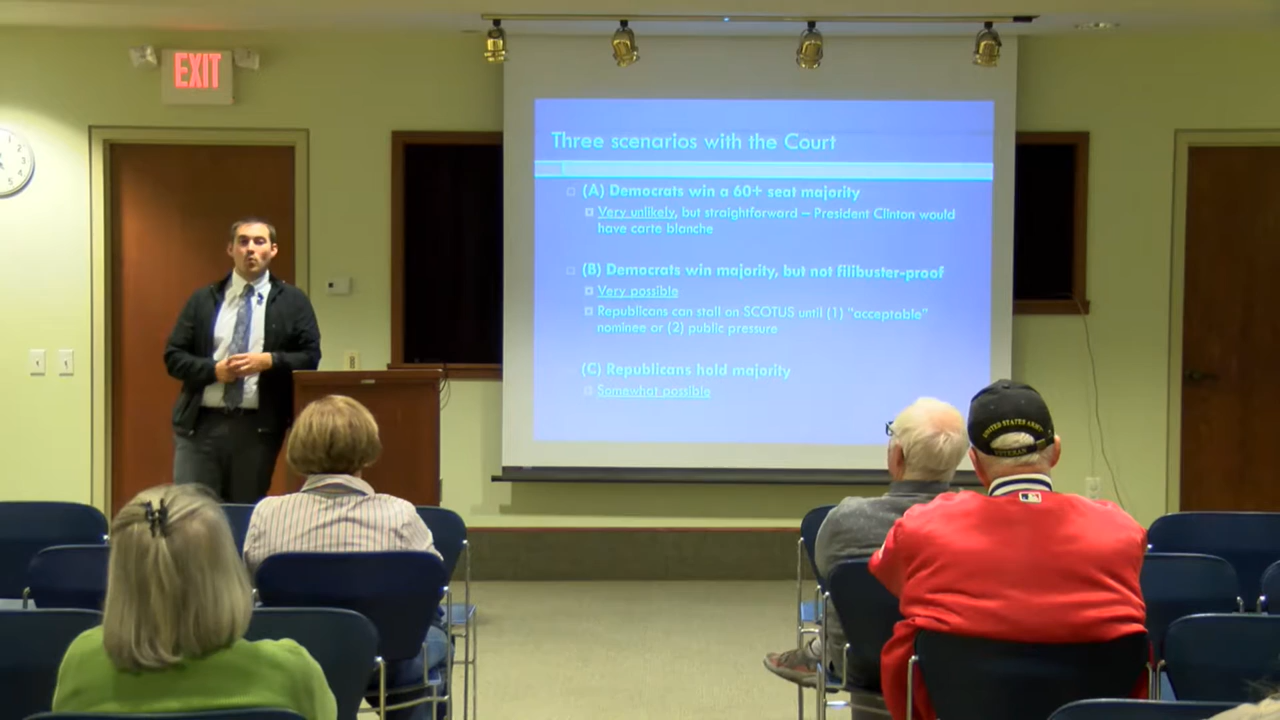 EXIT
Three scenarios with the Court
(A) Democrats win a 60+ seat majority
Very unlikely, but straightforward – President Clinton would
have carte blanche
(B) Democrats win majority, but not filibuster-proof
Very possible
Republicans can stall on SCOTUS until (1) "acceptable"
nominee or (2) public pressure
(C) Republicans hold majority
Somewhat possible
UNITED STATES ARMY
VETERAN